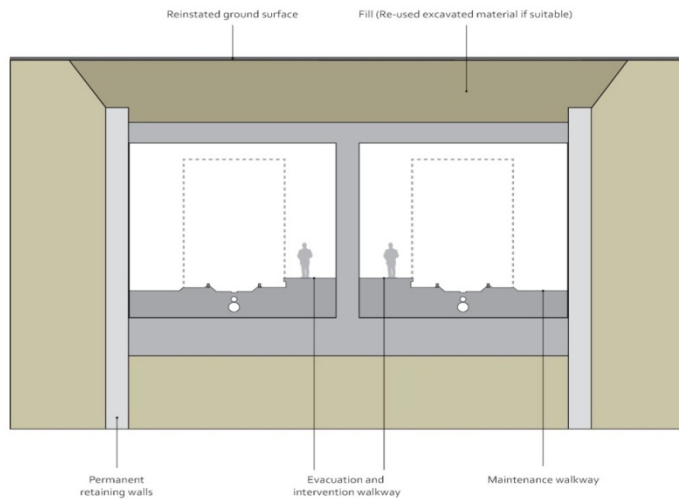 Reinstated ground surface
Fill (Re-used excavated material if suitable)
Permanent
retaining walls
Evacuation and
intervention walkway
Maintenance walkway